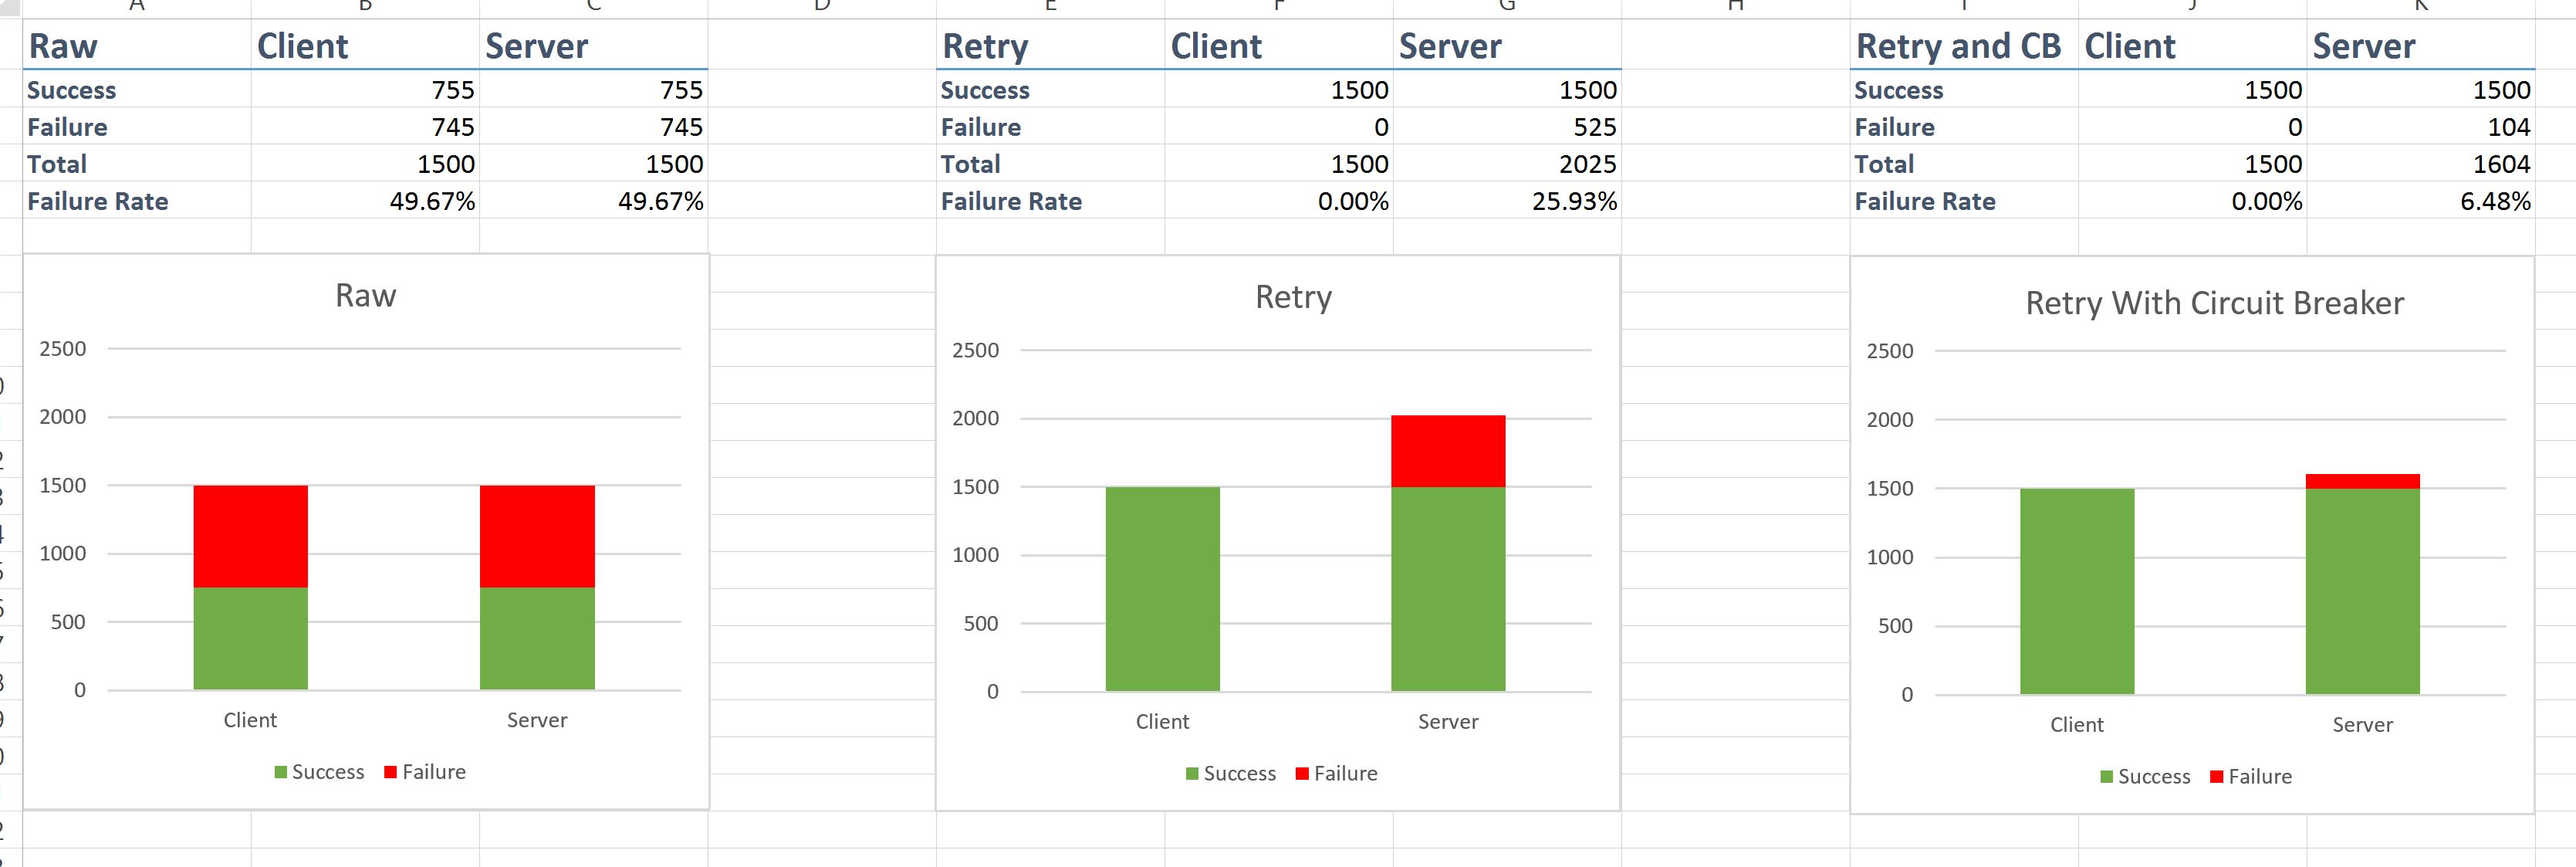 A B C D E F G H I J K
Raw Client Server Retry Client Server Retry and CB Client Server
Success 755 755 Success 1500 1500 Success 1500 1500
Failure 745 745 Failure 0 525 Failure 0 104
Total 1500 1500 Total 1500 2025 Total 1500 1604
Failure Rate 49.67% 49.67% Failure Rate 0.00% 25.93% Failure Rate 0.00% 6.48%
Raw
2500
2000
1500
1000
500
0
Client Server
Success Failure
Retry
2500
2000
1500
1000
500
0
Client Server
Success Failure
Retry With Circuit Breaker
2500
2000
1500
1000
500
0
Client Server
Success Failure